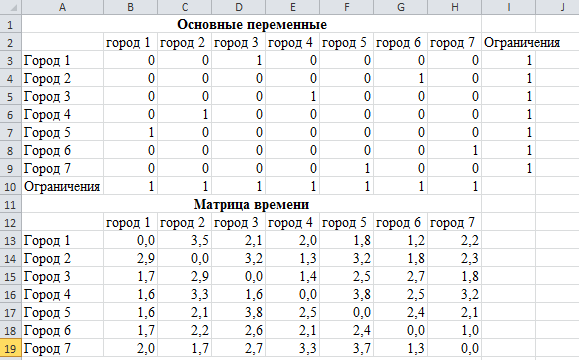 A B C D E F G H I J
1 Основные переменные
2 город 1 город 2 город 3 город 4 город 5 город 6 город 7 Ограничения
3 Город 1 0 0 1 0 0 0 0 1
4 Город 2 0 0 0 0 0 1 0 1
5 Город 3 0 0 0 1 0 0 0 1
6 Город 4 0 1 0 0 0 0 0 1
7 Город 5 1 0 0 0 0 0 0 1
8 Город 6 0 0 0 0 0 0 1 1
9 Город 7 0 0 0 0 1 0 0 1
10 Ограничения 1 1 1 1 1 1 1
11 Матрица времени
12 город 1 город 2 город 3 город 4 город 5 город 6 город 7
13 Город 1 0,0 3,5 2,1 2,0 1,8 1,2 2,2
14 Город 2 2,9 0,0 3,2 1,3 3,2 1,8 2,3
15 Город 3 1,7 2,9 0,0 1,4 2,5 2,7 1,8
16 Город 4 1,6 3,3 1,6 0,0 3,8 2,5 3,2
17 Город 5 1,6 2,1 3,8 2,5 0,0 2,4 2,1
18 Город 6 1,7 2,2 2,6 2,1 2,4 0,0 1,0
19 Город 7 2,0 1,7 2,7 3,3 3,7 1,3 0,0